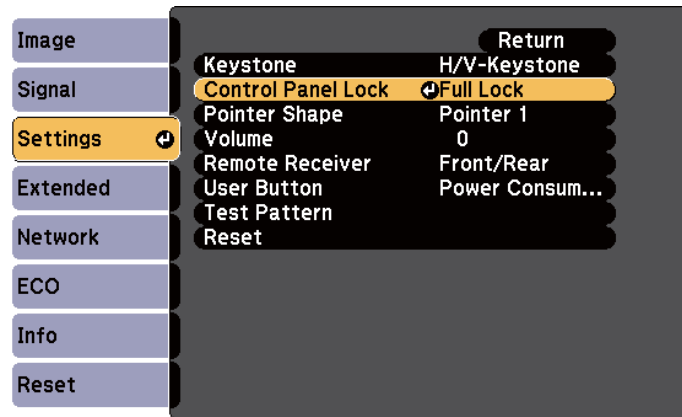 Image
Signal
Settings
Extended
Network
ECO
Info
Reset
Return
Keystone H/V-Keystone
Control Panel Lock Full Lock
Pointer Shape Pointer 1
Volume 0
Remote Receiver Front/Rear
User Button Power Consum...
Test Pattern
Reset